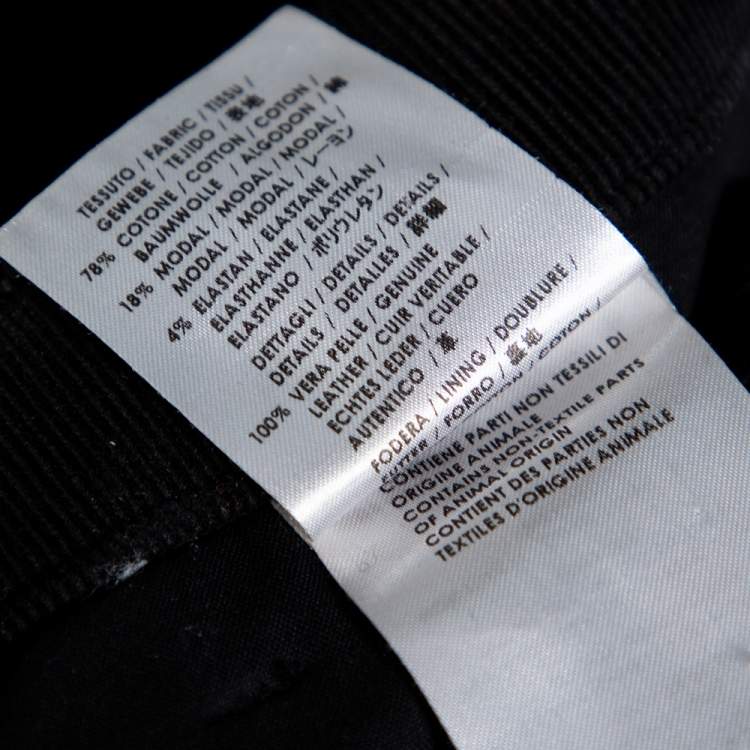 TESSUTO / FABRIC / TISSU /
GEWEBE / TEJIDO / 表地
78% COTONE / COTTON / COTON /
BAUMWOLLE / ALGODON / 綿
18% MODAL / MODAL / MODAL /
MODAL / MODAL / レーヨン
4% ELASTAN / ELASTANE /
ELASTHANNE / ELASTHAN /
ELASTANO / ポリウレタン
DETTAGLI / DETAILS / DETAILS /
DETAILS / DETALLES / 詳細
100% VERA PELLE / GENUINE
LEATHER / CUIR VERITABLE /
ECHTES LEDER / CUERO
AUTENTICO / 革
FODERA / LINING / DOUBLURE /
FUTTER / FORRO / 裏地
COTTON / COTON /
CONTIENE PARTI NON TESSILI DI
ORIGINE ANIMALE
CONTAINS NON-TEXTILE PARTS
OF ANIMAL ORIGIN
CONTIENT DES PARTIES NON
TEXTILES D'ORIGINE ANIMALE